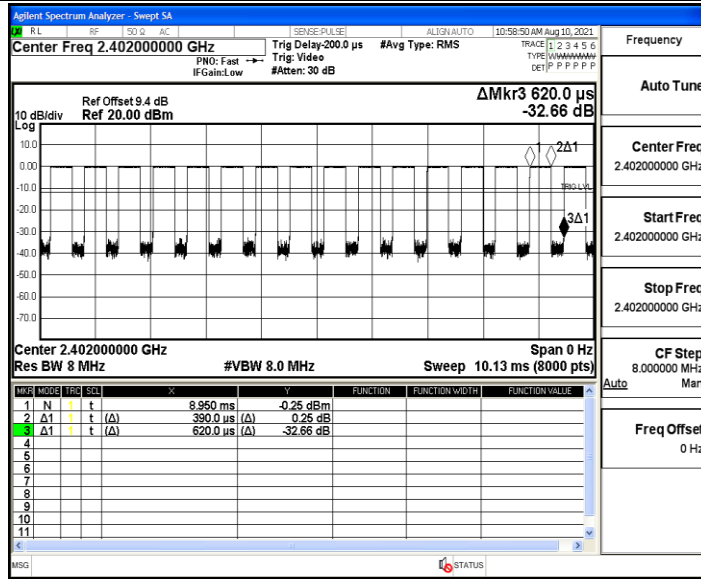 Agilent Spectrum Analyzer - Swept SA
RL RF 50 Ω AC SENSE:PULSE ALIGN AUTO 10:58:50 AM Aug 10, 2021
Center Freq 2.402000000 GHz
Trig Delay-200.0 µs #Avg Type: RMS TRACE 1 2 3 4 5 6
PNO: Fast Trig: Video TYPE WWWWWW
IFGain:Low #Atten: 30 dB DET P P P P P P
Frequency
Auto Tune
ΔMkr3 620.0 µs
-32.66 dB
Ref Offset 9.4 dB
10 dB/div Ref 20.00 dBm
Log
10.0
0.00
-10.0
-20.0
-30.0
-40.0
-50.0
-60.0
-70.0
1
2Δ1
TRIG LVL
3Δ1
Center 2.402000000 GHz Span 0 Hz
Res BW 8 MHz #VBW 8.0 MHz Sweep 10.13 ms (8000 pts)
MKR MODE TRC SCL X Y FUNCTION FUNCTION WIDTH FUNCTION VALUE
1 N 1 t 8.950 ms -0.25 dBm
2 Δ1 1 t (Δ) 390.0 µs (Δ) 0.25 dB
3 Δ1 1 t (Δ) 620.0 µs (Δ) -32.66 dB
4
5
6
7
8
9
10
11
MSG STATUS
Center Freq
2.402000000 GHz
Start Freq
2.402000000 GHz
Stop Freq
2.402000000 GHz
CF Step
8.000000 MHz
Auto Man
Freq Offset
0 Hz